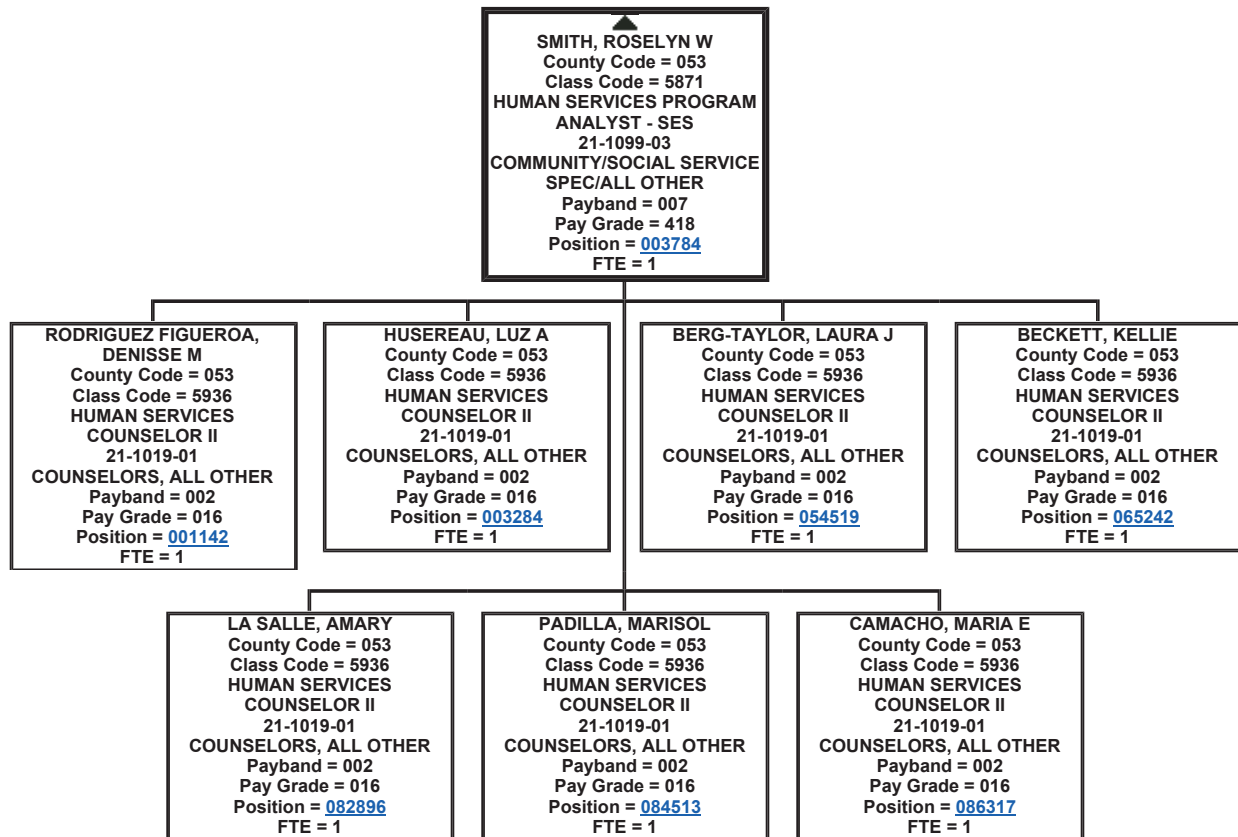 SMITH, ROSELYN W
County Code = 053
Class Code = 5871
HUMAN SERVICES PROGRAM
ANALYST - SES
21-1099-03
COMMUNITY/SOCIAL SERVICE
SPEC/ALL OTHER
Payband = 007
Pay Grade = 418
Position = 003784
FTE = 1
RODRIGUEZ FIGUEROA,
DENISSE M
County Code = 053
Class Code = 5936
HUMAN SERVICES
COUNSELOR II
21-1019-01
COUNSELORS, ALL OTHER
Payband = 002
Pay Grade = 016
Position = 001142
FTE = 1
HUSEREAU, LUZ A
County Code = 053
Class Code = 5936
HUMAN SERVICES
COUNSELOR II
21-1019-01
COUNSELORS, ALL OTHER
Payband = 002
Pay Grade = 016
Position = 003284
FTE = 1
BERG-TAYLOR, LAURA J
County Code = 053
Class Code = 5936
HUMAN SERVICES
COUNSELOR II
21-1019-01
COUNSELORS, ALL OTHER
Payband = 002
Pay Grade = 016
Position = 054519
FTE = 1
BECKETT, KELLIE
County Code = 053
Class Code = 5936
HUMAN SERVICES
COUNSELOR II
21-1019-01
COUNSELORS, ALL OTHER
Payband = 002
Pay Grade = 016
Position = 065242
FTE = 1
LA SALLE, AMARY
County Code = 053
Class Code = 5936
HUMAN SERVICES
COUNSELOR II
21-1019-01
COUNSELORS, ALL OTHER
Payband = 002
Pay Grade = 016
Position = 082896
FTE = 1
PADILLA, MARISOL
County Code = 053
Class Code = 5936
HUMAN SERVICES
COUNSELOR II
21-1019-01
COUNSELORS, ALL OTHER
Payband = 002
Pay Grade = 016
Position = 084513
FTE = 1
CAMACHO, MARIA E
County Code = 053
Class Code = 5936
HUMAN SERVICES
COUNSELOR II
21-1019-01
COUNSELORS, ALL OTHER
Payband = 002
Pay Grade = 016
Position = 086317
FTE = 1